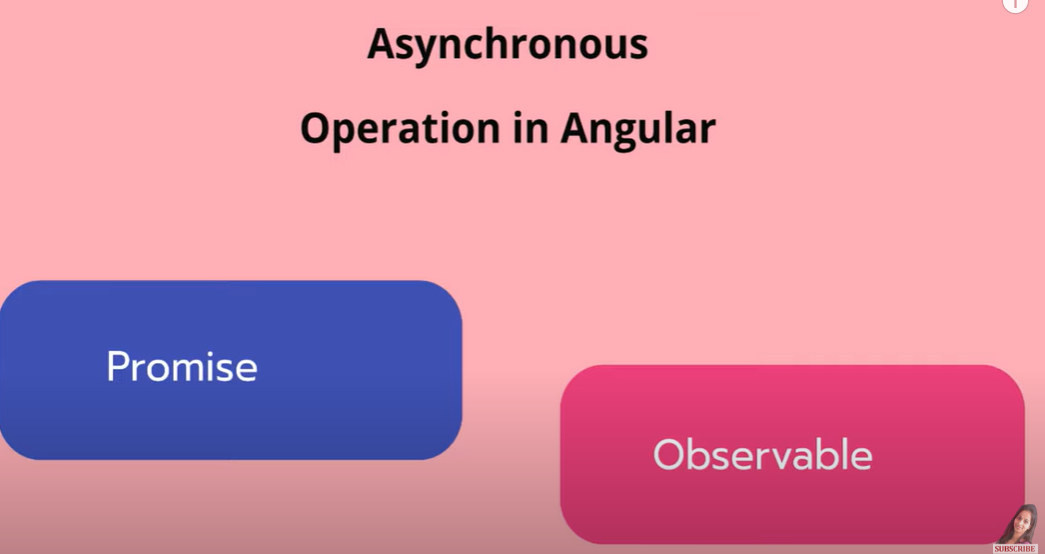 Asynchronous
Operation in Angular
Promise
Observable
SUBSCRIBE